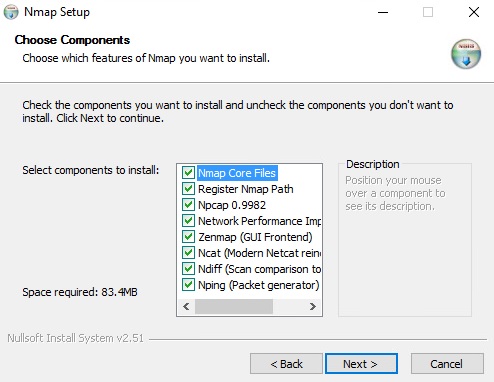 Nmap Setup
Choose Components
Choose which features of Nmap you want to install.
Check the components you want to install and uncheck the components you don't want to
install. Click Next to continue.
Select components to install:
Nmap Core Files
Register Nmap Path
Npcap 0.9982
Network Performance Imp
Zenmap (GUI Frontend)
Ncat (Modern Netcat rein
Ndiff (Scan comparison to
Nping (Packet generator)
Description
Position your mouse
over a component to
see its description.
Space required: 83.4MB
Nullsoft Install System v2.51
< Back
Next >
Cancel